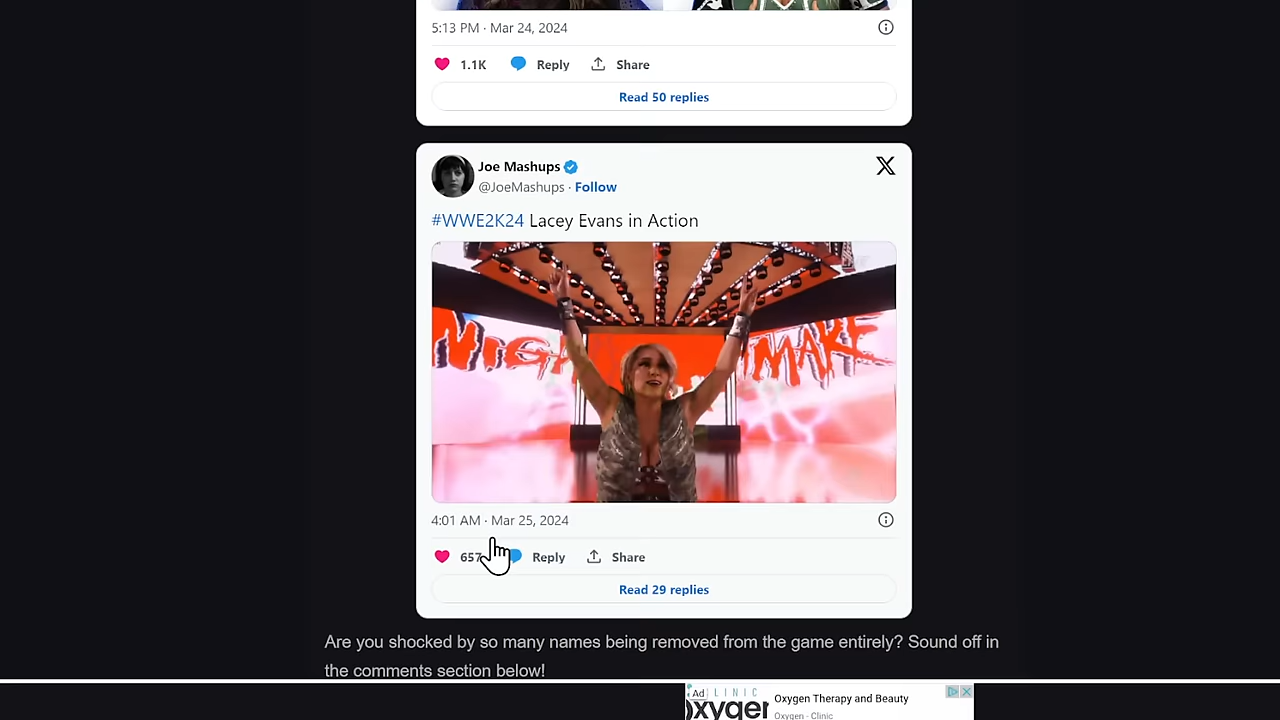 5:13 PM · Mar 24, 2024
1.1K Reply Share
Read 50 replies
Joe Mashups
@JoeMashups · Follow
#WWE2K24 Lacey Evans in Action
4:01 AM · Mar 25, 2024
657 Reply Share
Read 29 replies
Are you shocked by so many names being removed from the game entirely? Sound off in
the comments section below!
Ad LINIC
Oxygen Therapy and Beauty
Oxygen - Clinic